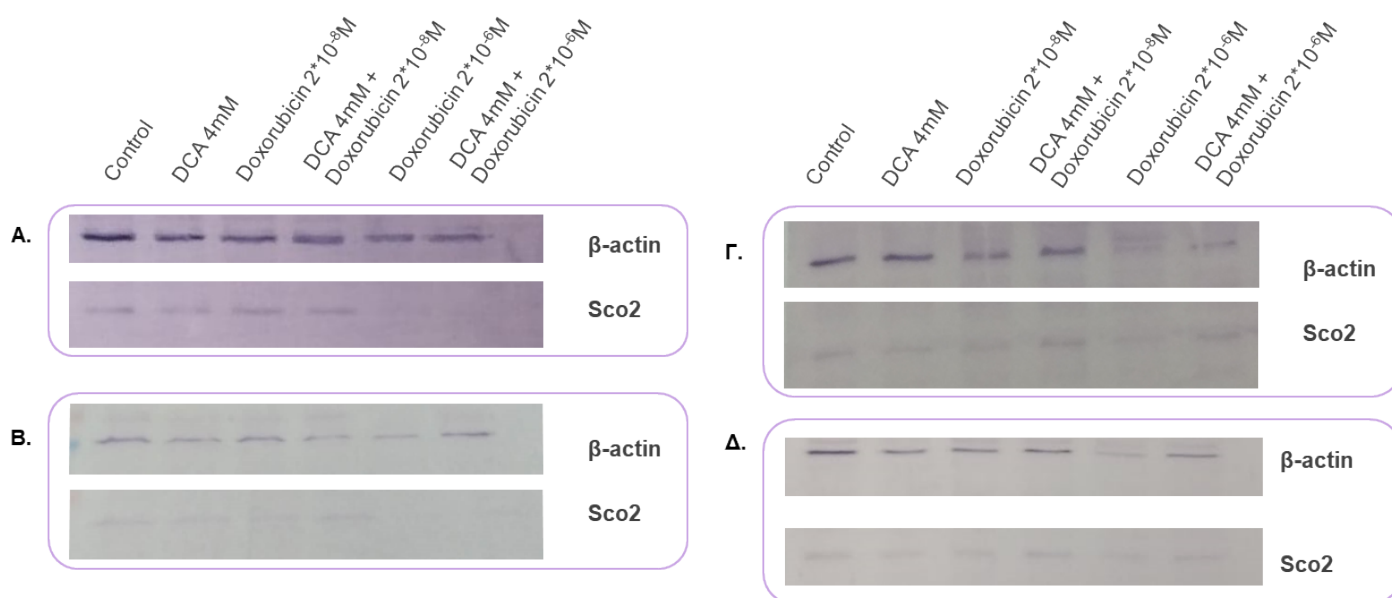 Control
DCA 4mM
Doxorubicin 2*10⁻⁸M
DCA 4mM +
Doxorubicin 2*10⁻⁸M
Doxorubicin 2*10⁻⁶M
DCA 4mM +
Doxorubicin 2*10⁻⁶M
Α.
β-actin
Sco2
Β.
β-actin
Sco2
Control
DCA 4mM
Doxorubicin 2*10⁻⁸M
DCA 4mM +
Doxorubicin 2*10⁻⁸M
Doxorubicin 2*10⁻⁶M
DCA 4mM +
Doxorubicin 2*10⁻⁶M
Γ.
β-actin
Sco2
Δ.
β-actin
Sco2